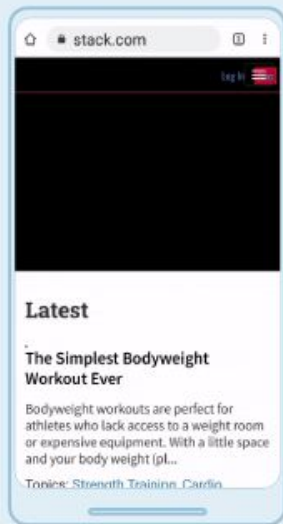 stack.com
1
Log In
Latest
The Simplest Bodyweight
Workout Ever
Bodyweight workouts are perfect for
athletes who lack access to a weight room
or expensive equipment. With a little space
and your body weight (pl...
Topics: Strength Training, Cardio